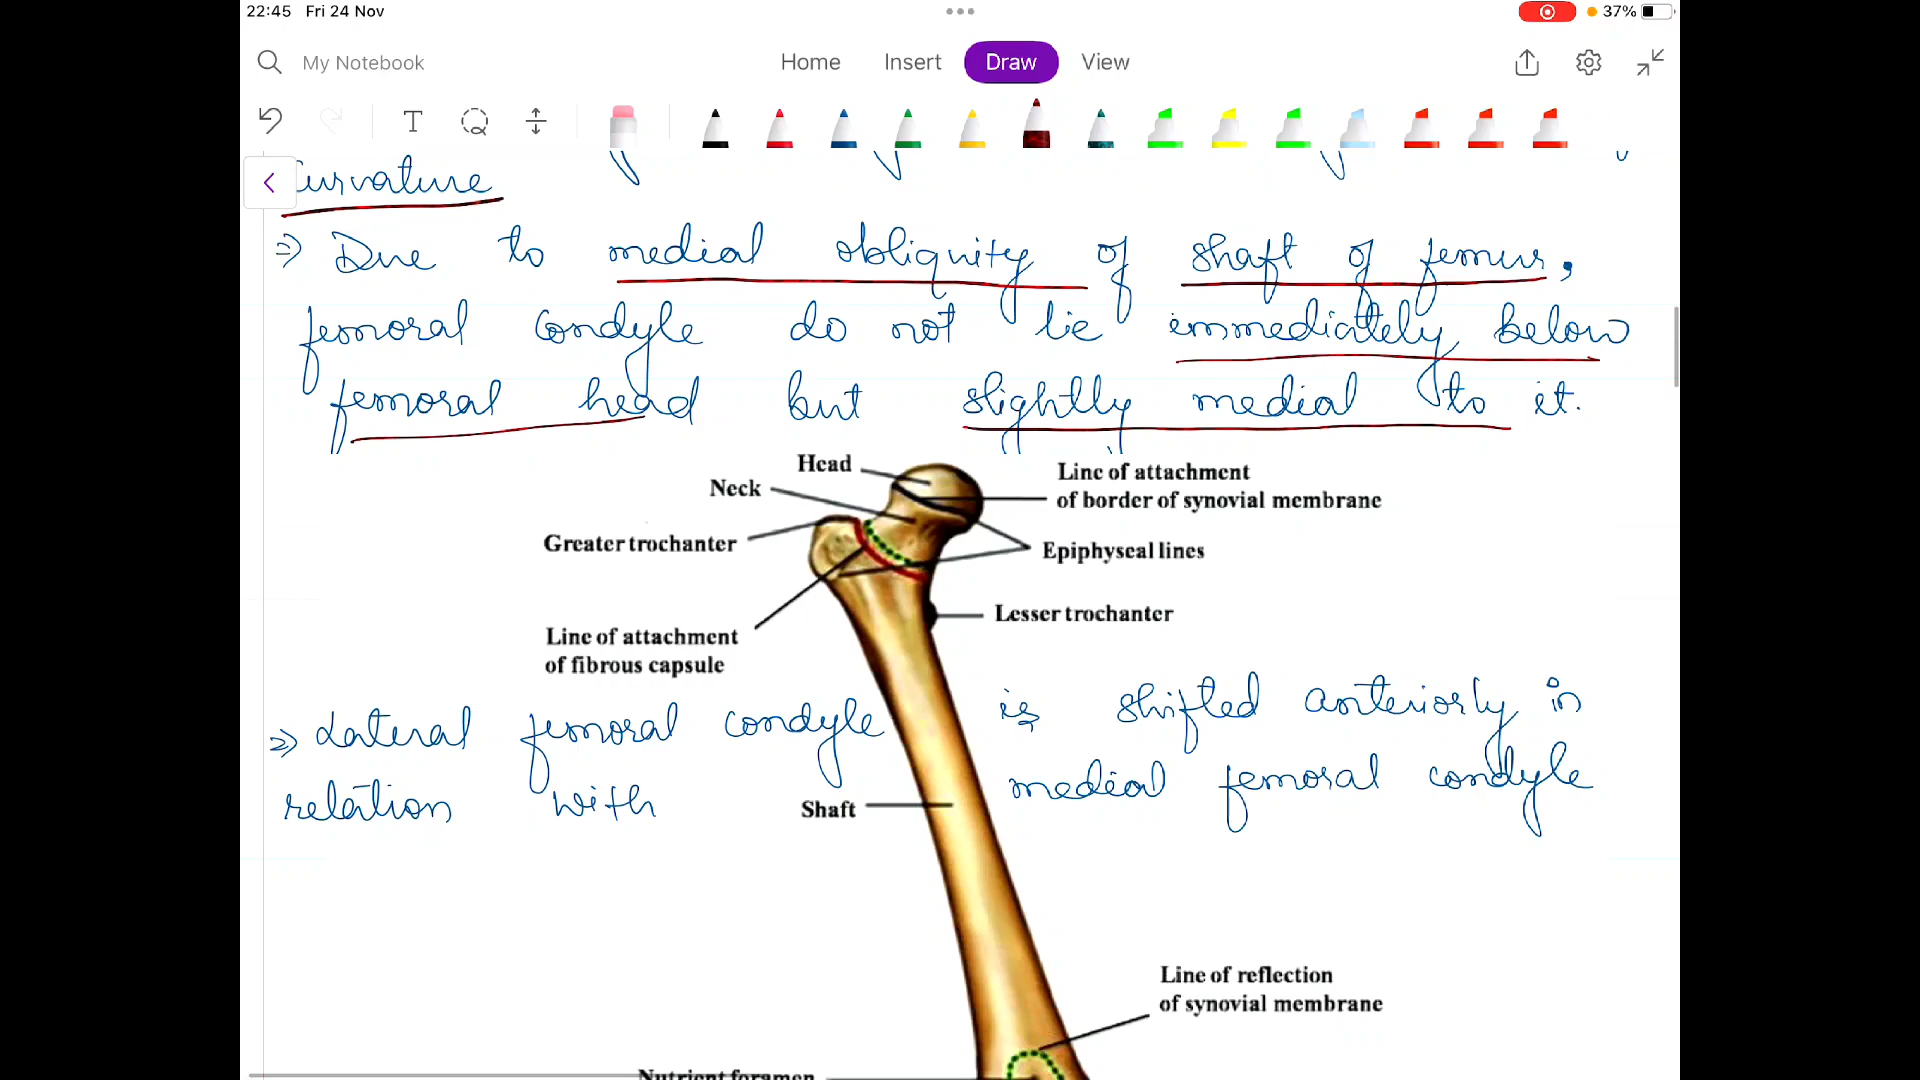 22:45 Fri 24 Nov
37%
My Notebook
Home Insert Draw View
T
curvature
⇒ Due to medial obliquity of shaft of femur,
femoral condyle do not lie immediately below
femoral head but slightly medial to it.
Head
Neck
Greater trochanter
Line of attachment
of border of synovial membrane
Epiphyseal lines
Lesser trochanter
Line of attachment
of fibrous capsule
⇒ Lateral femoral condyle is shifted anteriorly in
relation with medial femoral condyle
Shaft
Line of reflection
of synovial membrane
Nutrient foramen